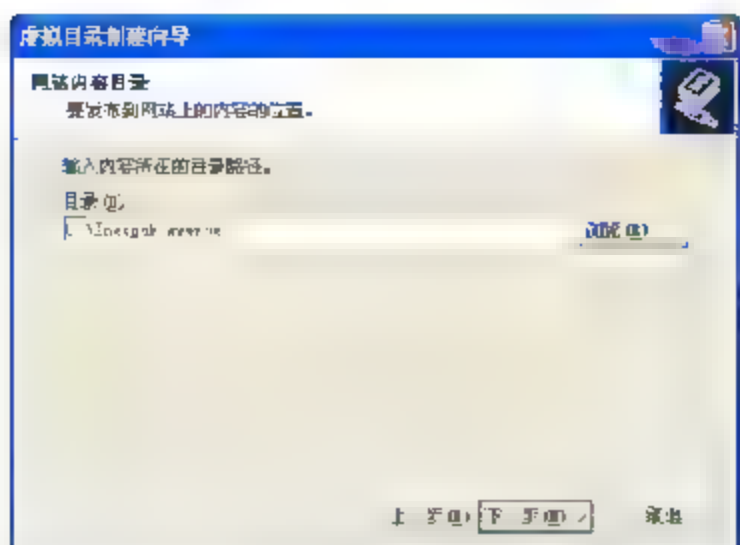 虚拟目录创建向导
网站内容目录
要发布到网站上的内容的位置。
输入内容所在的目录路径。
目录(D)
浏览(R)
上 步(B) 下 步(N) 取消